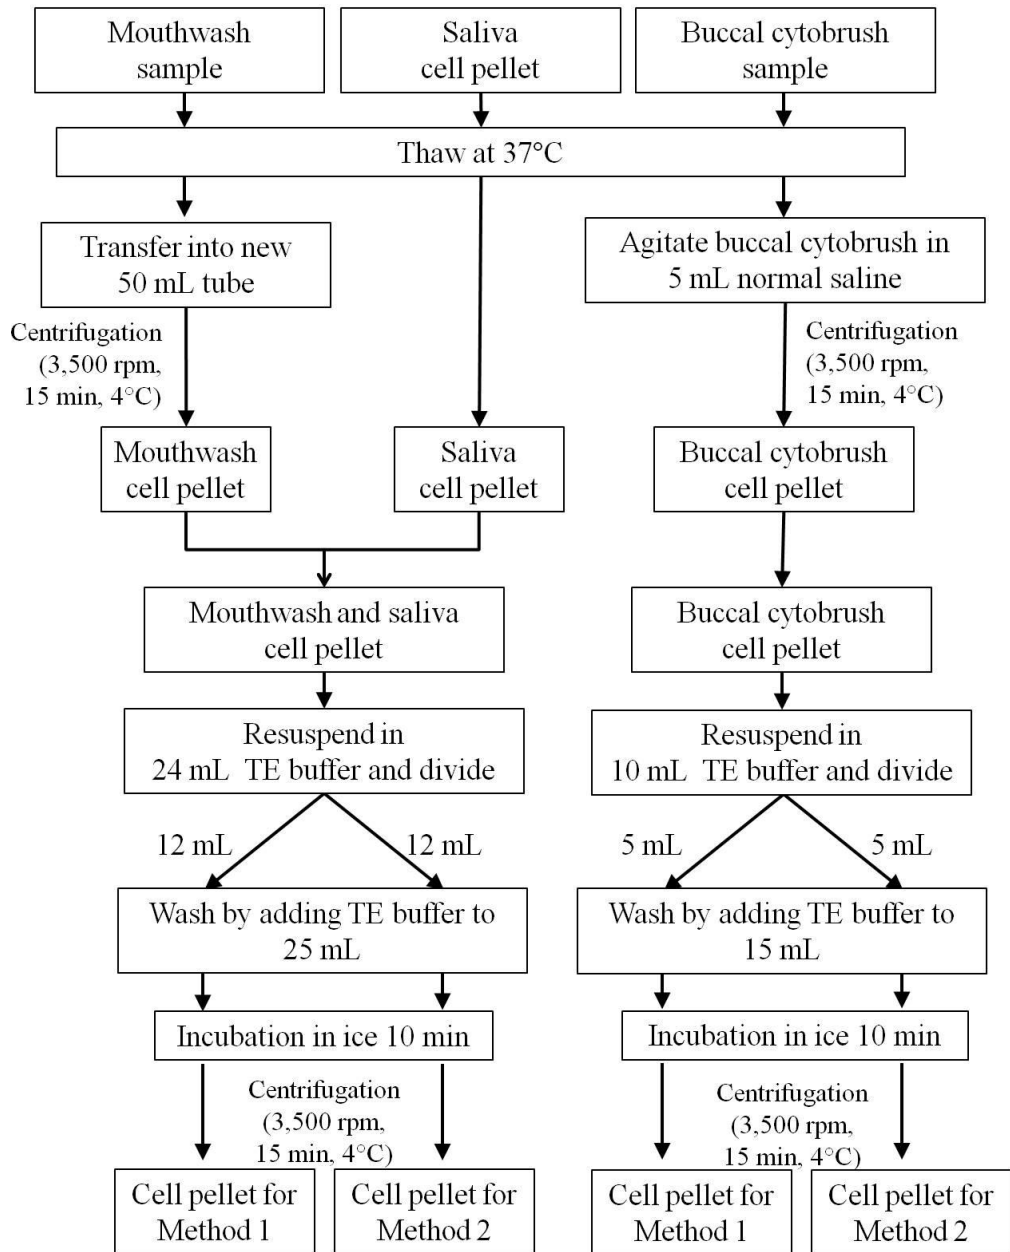 Mouthwash
sample
Saliva
cell pellet
Buccal cytobrush
sample
Thaw at 37°C
Transfer into new
50 mL tube
Agitate buccal cytobrush in
5 mL normal saline
Centrifugation
(3,500 rpm,
15 min, 4°C)
Centrifugation
(3,500 rpm,
15 min, 4°C)
Mouthwash
cell pellet
Saliva
cell pellet
Buccal cytobrush
cell pellet
Mouthwash and saliva
cell pellet
Buccal cytobrush
cell pellet
Resuspend in
24 mL TE buffer and divide
Resuspend in
10 mL TE buffer and divide
12 mL
12 mL
5 mL
5 mL
Wash by adding TE buffer to
25 mL
Wash by adding TE buffer to
15 mL
Incubation in ice 10 min
Incubation in ice 10 min
Centrifugation
(3,500 rpm,
15 min, 4°C)
Centrifugation
(3,500 rpm,
15 min, 4°C)
Cell pellet for
Method 1
Cell pellet for
Method 2
Cell pellet for
Method 1
Cell pellet for
Method 2